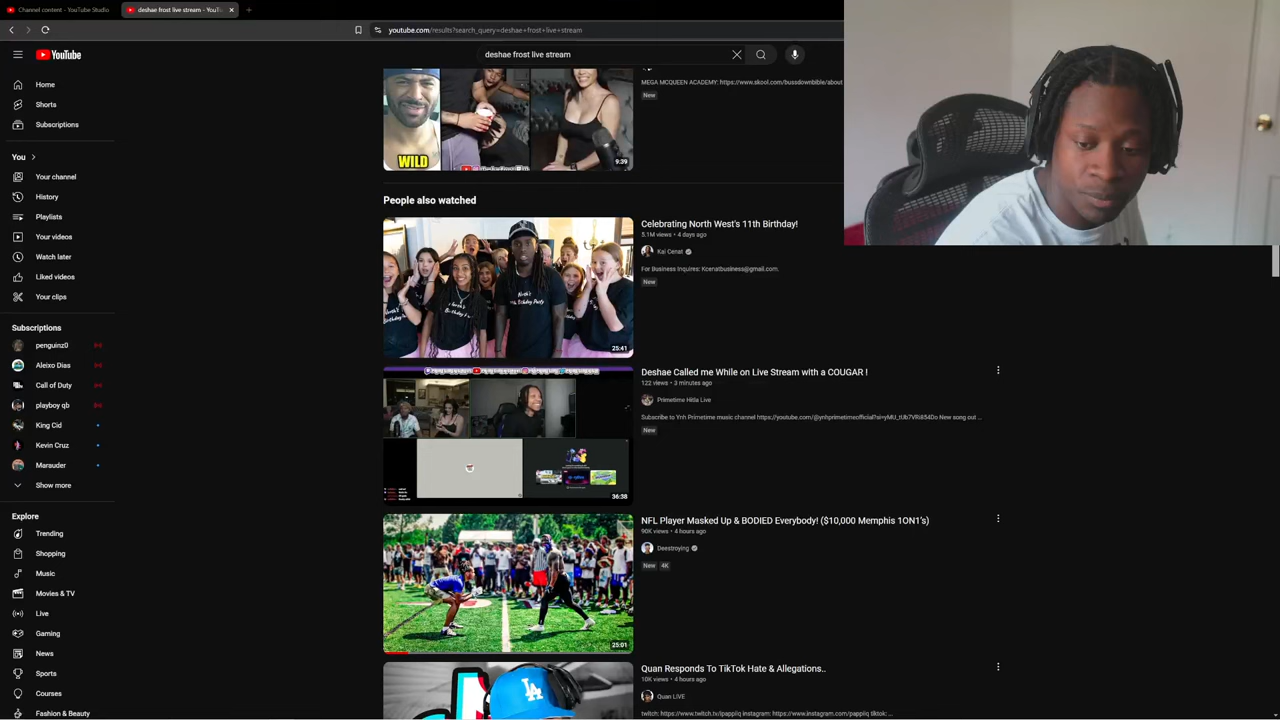 Channel content - YouTube Studio
deshae frost live stream - YouTu
youtube.com/results?search_query=deshae+frost+live+stream
YouTube
deshae frost live stream
Home
Shorts
Subscriptions
You
Your channel
History
Playlists
Your videos
Watch later
Liked videos
Your clips
Subscriptions
penguinz0
Aleixo Dias
Call of Duty
playboy qb
King Cid
Kevin Cruz
Marauder
Show more
Explore
Trending
Shopping
Music
Movies & TV
Live
Gaming
News
Sports
Courses
Fashion & Beauty
MEGA MCQUEEN ACADEMY: https://www.skool.com/bussdownbible/about
New
WILD
9:39
People also watched
Celebrating North West's 11th Birthday!
5.1M views • 4 days ago
Kai Cenat
For Business Inquires: Kcenatbusiness@gmail.com.
New
25:41
Deshae Called me While on Live Stream with a COUGAR !
122 views • 3 minutes ago
Primetime Hitla Live
New
36:38
NFL Player Masked Up & BODIED Everybody! ($10,000 Memphis 1ON1's)
90K views • 4 hours ago
Deestroying
New 4K
25:01
Quan Responds To TikTok Hate & Allegations..
10K views • 4 hours ago
Quan LIVE
LA